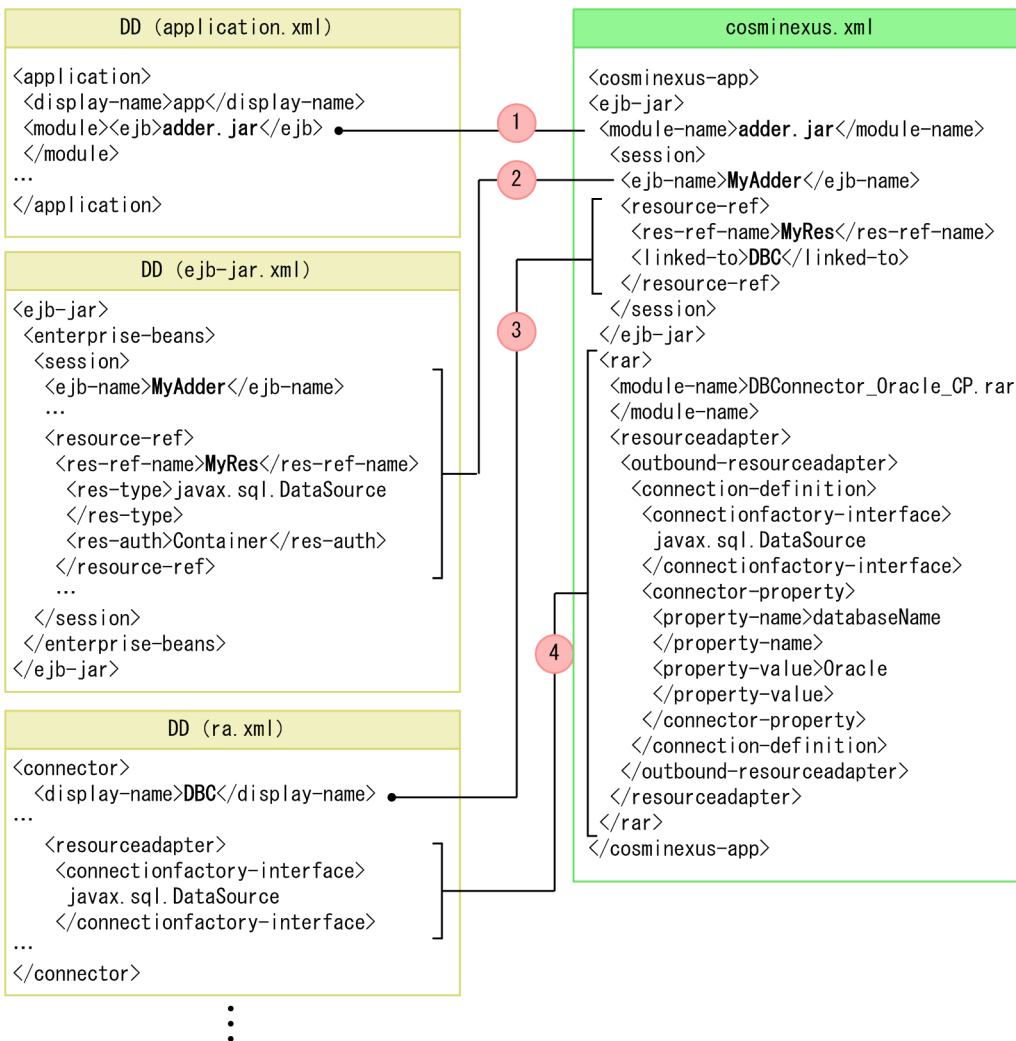 DD (application.xml)
<application>
<display-name>app</display-name>
<module><ejb>adder.jar</ejb>
</module>
…
</application>
DD (ejb-jar.xml)
<ejb-jar>
<enterprise-beans>
<session>
<ejb-name>MyAdder</ejb-name>
…
<resource-ref>
<res-ref-name>MyRes</res-ref-name>
<res-type>javax.sql.DataSource
</res-type>
<res-auth>Container</res-auth>
</resource-ref>
…
</session>
</enterprise-beans>
</ejb-jar>
DD (ra.xml)
<connector>
<display-name>DBC</display-name>
…
<resourceadapter>
<connectionfactory-interface>
javax.sql.DataSource
</connectionfactory-interface>
…
</connector>
1
2
3
4
cosminexus.xml
<cosminexus-app>
<ejb-jar>
<module-name>adder.jar</module-name>
<session>
<ejb-name>MyAdder</ejb-name>
<resource-ref>
<res-ref-name>MyRes</res-ref-name>
<linked-to>DBC</linked-to>
</resource-ref>
</session>
</ejb-jar>
<rar>
<module-name>DBConnector_Oracle_CP.rar
</module-name>
<resourceadapter>
<outbound-resourceadapter>
<connection-definition>
<connectionfactory-interface>
javax.sql.DataSource
</connectionfactory-interface>
<connector-property>
<property-name>databaseName
</property-name>
<property-value>Oracle
</property-value>
</connector-property>
</connection-definition>
</outbound-resourceadapter>
</resourceadapter>
</rar>
</cosminexus-app>